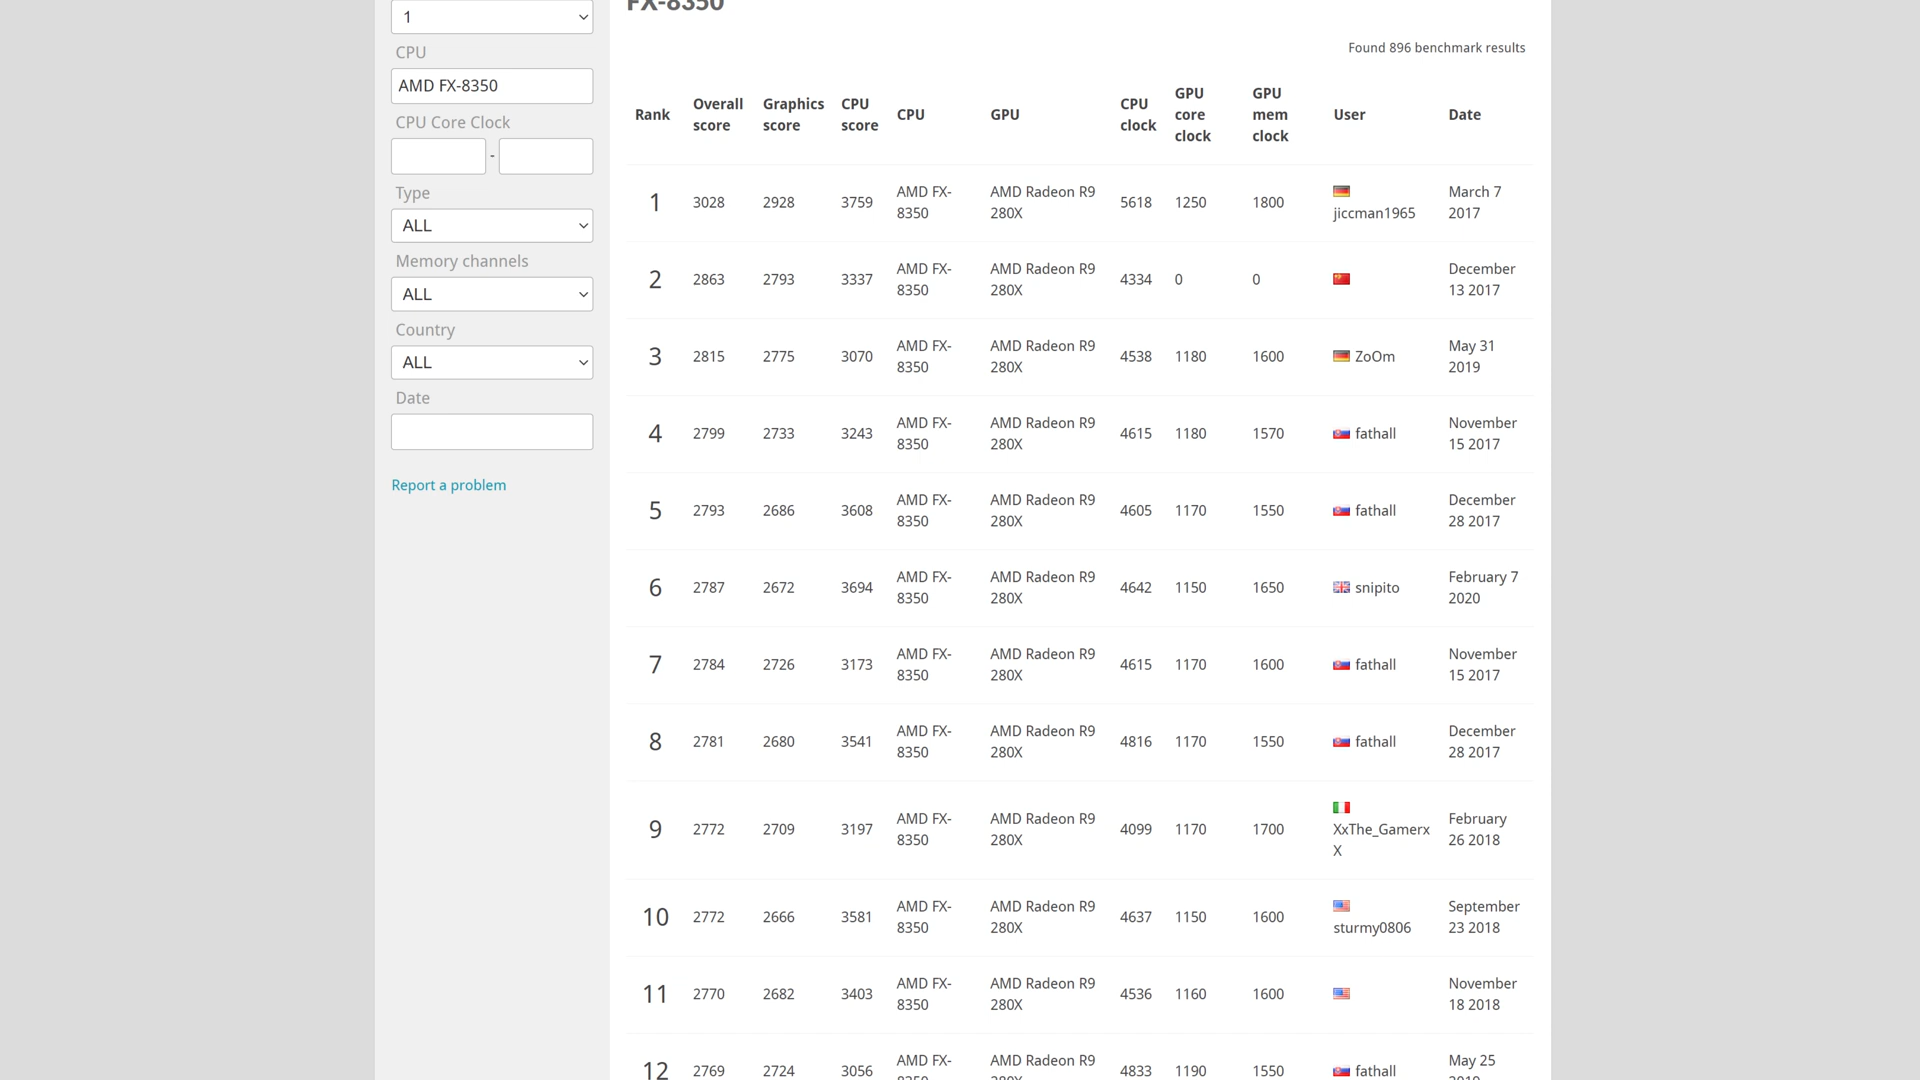 FX-8350
1
CPU
AMD FX-8350
CPU Core Clock
-
Type
ALL
Memory channels
ALL
Country
ALL
Date
Report a problem
Found 896 benchmark results
Rank Overall score Graphics score CPU score CPU GPU CPU clock GPU core clock GPU mem clock User Date
1 3028 2928 3759 AMD FX-8350 AMD Radeon R9 280X 5618 1250 1800 jiccman1965 March 7 2017
2 2863 2793 3337 AMD FX-8350 AMD Radeon R9 280X 4334 0 0 December 13 2017
3 2815 2775 3070 AMD FX-8350 AMD Radeon R9 280X 4538 1180 1600 ZoOm May 31 2019
4 2799 2733 3243 AMD FX-8350 AMD Radeon R9 280X 4615 1180 1570 fathall November 15 2017
5 2793 2686 3608 AMD FX-8350 AMD Radeon R9 280X 4605 1170 1550 fathall December 28 2017
6 2787 2672 3694 AMD FX-8350 AMD Radeon R9 280X 4642 1150 1650 snipito February 7 2020
7 2784 2726 3173 AMD FX-8350 AMD Radeon R9 280X 4615 1170 1600 fathall November 15 2017
8 2781 2680 3541 AMD FX-8350 AMD Radeon R9 280X 4816 1170 1550 fathall December 28 2017
9 2772 2709 3197 AMD FX-8350 AMD Radeon R9 280X 4099 1170 1700 XxThe_GamerxX February 26 2018
10 2772 2666 3581 AMD FX-8350 AMD Radeon R9 280X 4637 1150 1600 sturmy0806 September 23 2018
11 2770 2682 3403 AMD FX-8350 AMD Radeon R9 280X 4536 1160 1600 November 18 2018
12 2769 2724 3056 AMD FX-8350 AMD Radeon R9 280X 4833 1190 1550 fathall May 25 2019